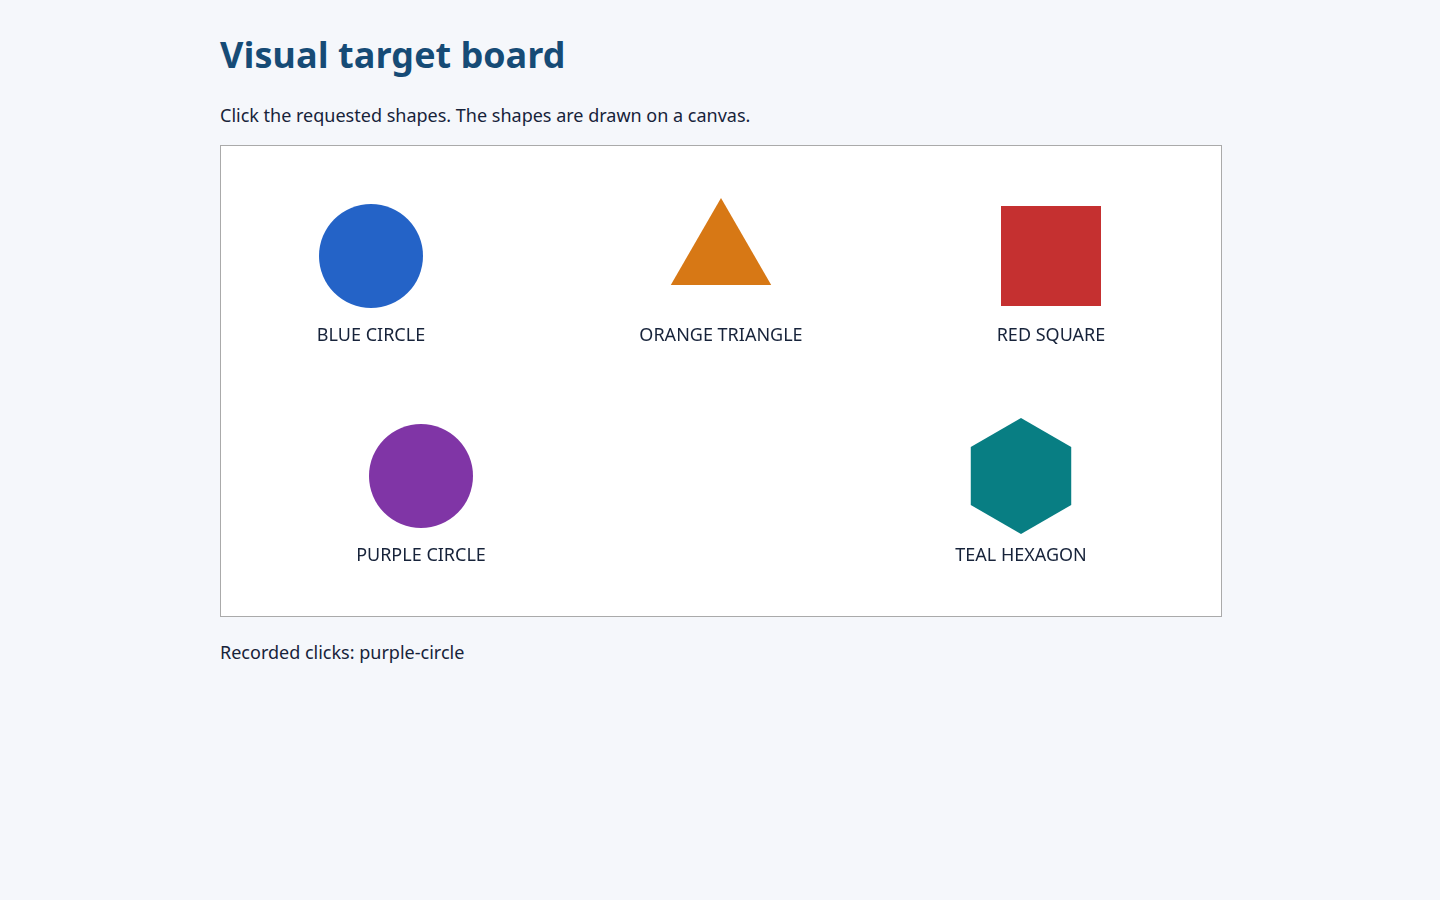 Visual target board
Click the requested shapes. The shapes are drawn on a canvas.
BLUE CIRCLE
ORANGE TRIANGLE
RED SQUARE
PURPLE CIRCLE
TEAL HEXAGON
Recorded clicks: purple-circle